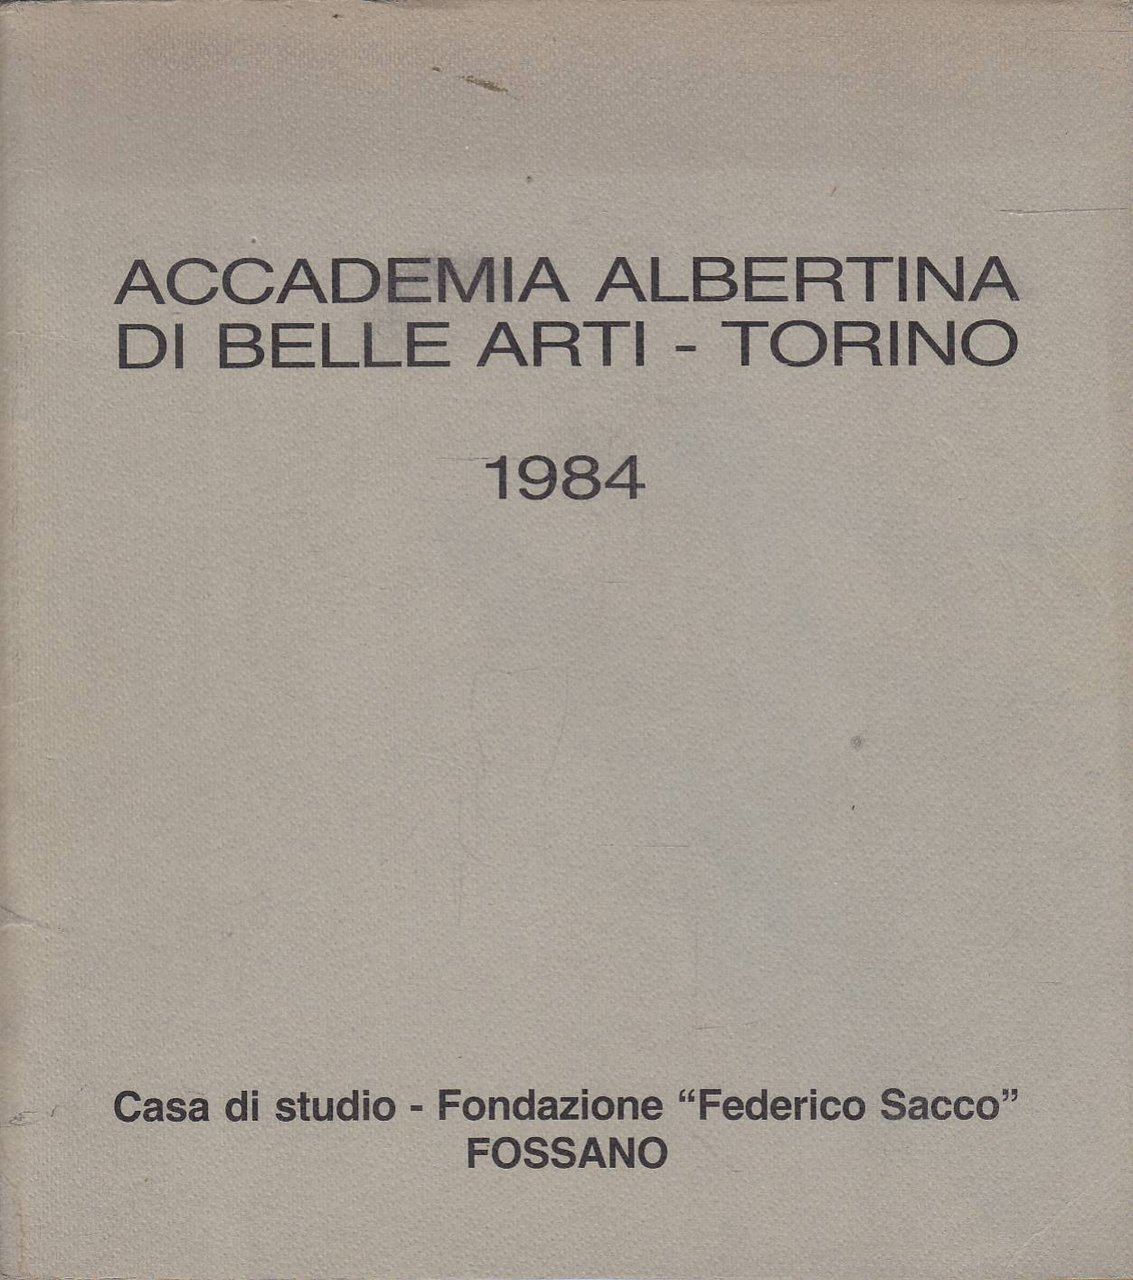 ACCADEMIA ALBERTINA
DI BELLE ARTI - TORINO
1984
Casa di studio - Fondazione “Federico Sacco”
FOSSANO